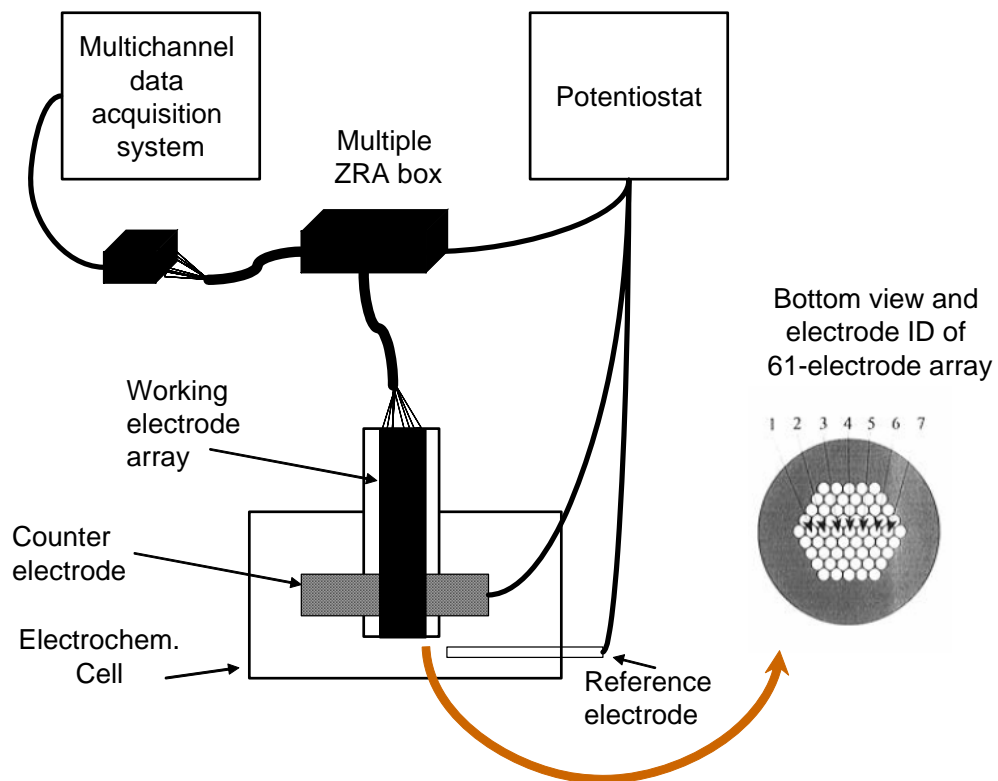 Multichannel
data
acquisition
system
Potentiostat
Multiple
ZRA box
Bottom view and
electrode ID of
61-electrode array
1 2 3 4 5 6 7
Working
electrode
array
Counter
electrode
Electrochem.
Cell
Reference
electrode